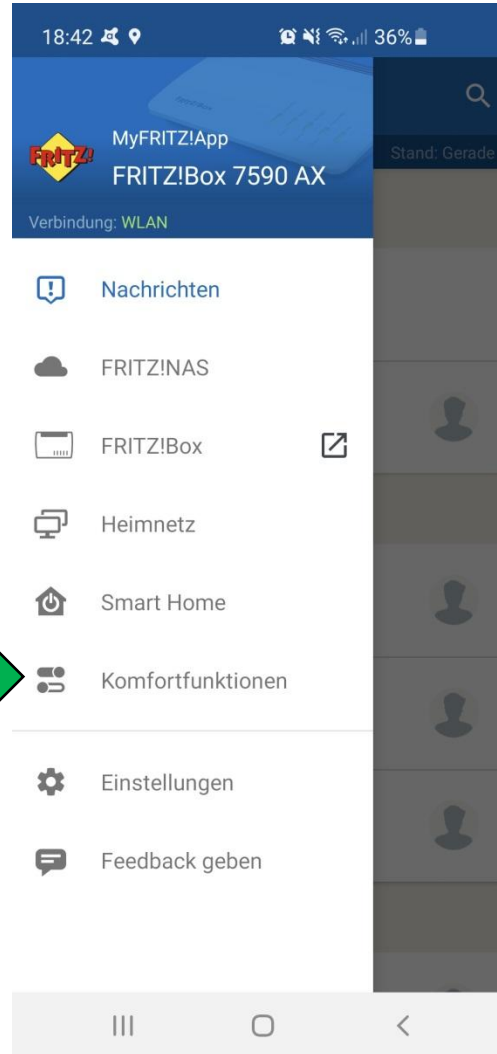 18:42
36%
FRITZ!
MyFRITZ!App
FRITZ!Box 7590 AX
Verbindung: WLAN
Stand: Gerade
Nachrichten
FRITZ!NAS
FRITZ!Box
Heimnetz
Smart Home
Komfortfunktionen
Einstellungen
Feedback geben